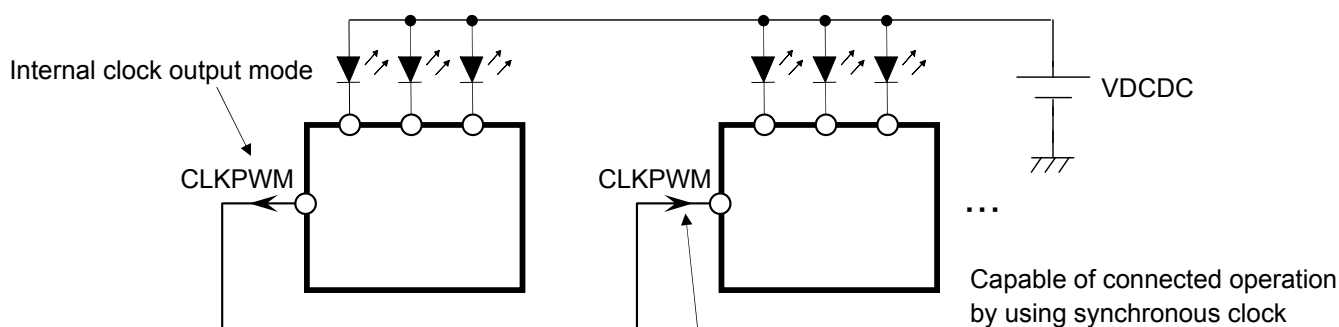 Internal clock output mode
VDCDC
CLKPWM
CLKPWM
...
Capable of connected operation
by using synchronous clock